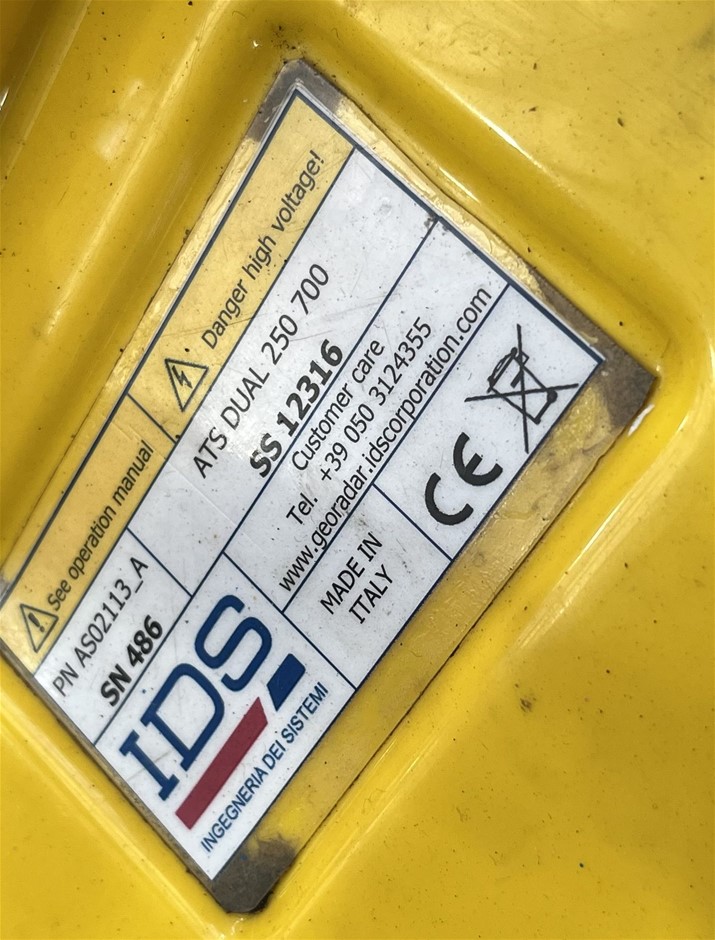 See operation manual
Danger high voltage!
PN AS02113_A
ATS DUAL 250 700
SN 486
SS 12316
IDS
INGEGNERIA DEI SISTEMI
Customer care
Tel. +39 050 3124355
www.georadar.idscorporation.com
MADE IN
ITALY
CE